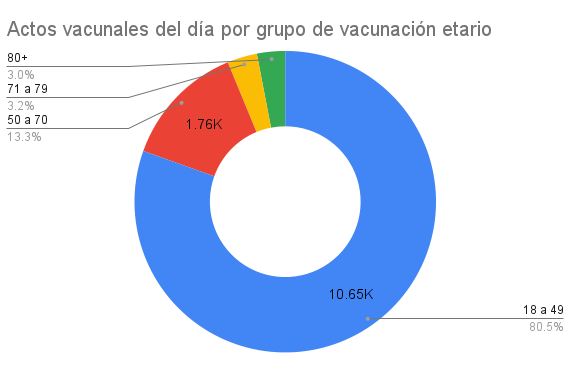 Actos vacunales del día por grupo de vacunación etario
80+
3.0%
71 a 79
3.2%
50 a 70
13.3%
1.76K
10.65K
18 a 49
80.5%